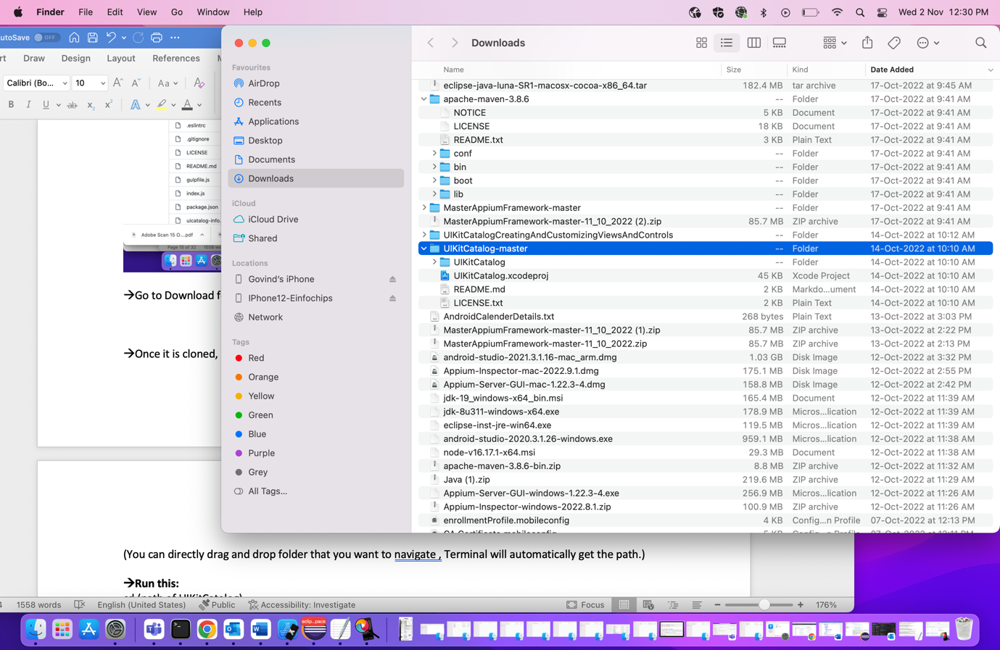 Finder File Edit View Go Window Help Wed 2 Nov 12:30 PM
utoSave OFF
rt Draw Design Layout References M
Calibri (Bo... 10 Aa
B I U ab x2 x2 A A
.eslintrc
.gitignore
LICENSE
README.md
gulpfile.js
index.js
package.json
uicatalog-info.
Adobe Scan 15 O....pdf
Page 15 of 32 1558 word
→Go to Download f
→Once it is cloned,
Favourites
AirDrop
Recents
Applications
Desktop
Documents
Downloads
iCloud
iCloud Drive
Shared
Locations
Govind's iPhone
IPhone12-Einfochips
Network
Tags
Red
Orange
Yellow
Green
Blue
Purple
Grey
All Tags...
Downloads
Name Size Kind Date Added
eclipse-java-luna-SR1-macosx-cocoa-x86_64.tar 182.4 MB tar archive 17-Oct-2022 at 9:45 AM
apache-maven-3.8.6 -- Folder 17-Oct-2022 at 9:41 AM
NOTICE 5 KB Document 17-Oct-2022 at 9:41 AM
LICENSE 18 KB Document 17-Oct-2022 at 9:41 AM
README.txt 3 KB Plain Text 17-Oct-2022 at 9:41 AM
conf -- Folder 17-Oct-2022 at 9:41 AM
bin -- Folder 17-Oct-2022 at 9:41 AM
boot -- Folder 17-Oct-2022 at 9:41 AM
lib -- Folder 17-Oct-2022 at 9:41 AM
MasterAppiumFramework-master -- Folder 17-Oct-2022 at 9:41 AM
MasterAppiumFramework-master-11_10_2022 (2).zip 85.7 MB ZIP archive 17-Oct-2022 at 9:41 AM
UIKitCatalogCreatingAndCustomizingViewsAndControls -- Folder 14-Oct-2022 at 10:12 AM
UIKitCatalog-master -- Folder 14-Oct-2022 at 10:10 AM
UIKitCatalog -- Folder 14-Oct-2022 at 10:10 AM
UIKitCatalog.xcodeproj 45 KB Xcode Project 14-Oct-2022 at 10:10 AM
README.md 2 KB Markdo...ument 14-Oct-2022 at 10:10 AM
LICENSE.txt 2 KB Plain Text 14-Oct-2022 at 10:10 AM
AndroidCalenderDetails.txt 268 bytes Plain Text 13-Oct-2022 at 3:03 PM
MasterAppiumFramework-master-11_10_2022 (1).zip 85.7 MB ZIP archive 13-Oct-2022 at 2:22 PM
MasterAppiumFramework-master-11_10_2022.zip 85.7 MB ZIP archive 13-Oct-2022 at 2:13 PM
android-studio-2021.3.1.16-mac_arm.dmg 1.03 GB Disk Image 12-Oct-2022 at 3:32 PM
Appium-Inspector-mac-2022.9.1.dmg 175.1 MB Disk Image 12-Oct-2022 at 2:55 PM
Appium-Server-GUI-mac-1.22.3-4.dmg 158.8 MB Disk Image 12-Oct-2022 at 2:42 PM
jdk-19_windows-x64_bin.msi 165.4 MB Document 12-Oct-2022 at 11:39 AM
jdk-8u311-windows-x64.exe 178.9 MB Micros...lication 12-Oct-2022 at 11:39 AM
eclipse-inst-jre-win64.exe 119.5 MB Micros...lication 12-Oct-2022 at 11:39 AM
android-studio-2020.3.1.26-windows.exe 959.1 MB Micros...lication 12-Oct-2022 at 11:38 AM
node-v16.17.1-x64.msi 29.3 MB Document 12-Oct-2022 at 11:38 AM
apache-maven-3.8.6-bin.zip 8.8 MB ZIP archive 12-Oct-2022 at 11:32 AM
Java (1).zip 219.6 MB ZIP archive 12-Oct-2022 at 11:29 AM
Appium-Server-GUI-windows-1.22.3-4.exe 256.9 MB Micros...lication 12-Oct-2022 at 11:26 AM
Appium-Inspector-windows-2022.8.1.zip 100.9 MB ZIP archive 12-Oct-2022 at 11:26 AM
enrollmentProfile.mobileconfig 4 KB Config...n Profile 07-Oct-2022 at 12:13 PM
CA Certificate.mobileconfig 5 KB Config...n Profile 07-Oct-2022 at 12:11 PM
(You can directly drag and drop folder that you want to navigate , Terminal will automatically get the path.)
→Run this:
cd (path of UIKitCatalog)
4 1558 words English (United States) Public Accessibility: Investigate Focus 176%
eclip...pace